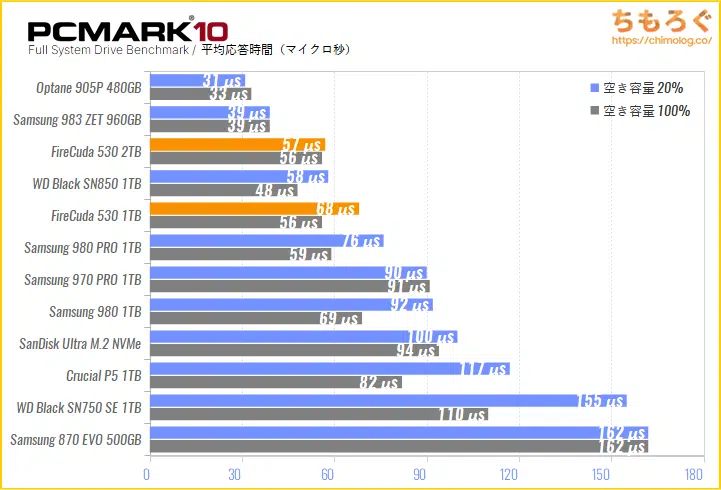 PCMARK®10
ちもろぐ
https://chimolog.co/
Full System Drive Benchmark / 平均応答時間（マイクロ秒）
空き容量 20%
空き容量 100%
Optane 905P 480GB 31 μs 33 μs
Samsung 983 ZET 960GB 39 μs 39 μs
FireCuda 530 2TB 57 μs 56 μs
WD Black SN850 1TB 58 μs 48 μs
FireCuda 530 1TB 68 μs 56 μs
Samsung 980 PRO 1TB 76 μs 59 μs
Samsung 970 PRO 1TB 90 μs 91 μs
Samsung 980 1TB 92 μs 69 μs
SanDisk Ultra M.2 NVMe 100 μs 94 μs
Crucial P5 1TB 117 μs 82 μs
WD Black SN750 SE 1TB 155 μs 110 μs
Samsung 870 EVO 500GB 162 μs 162 μs
0 30 60 90 120 150 180